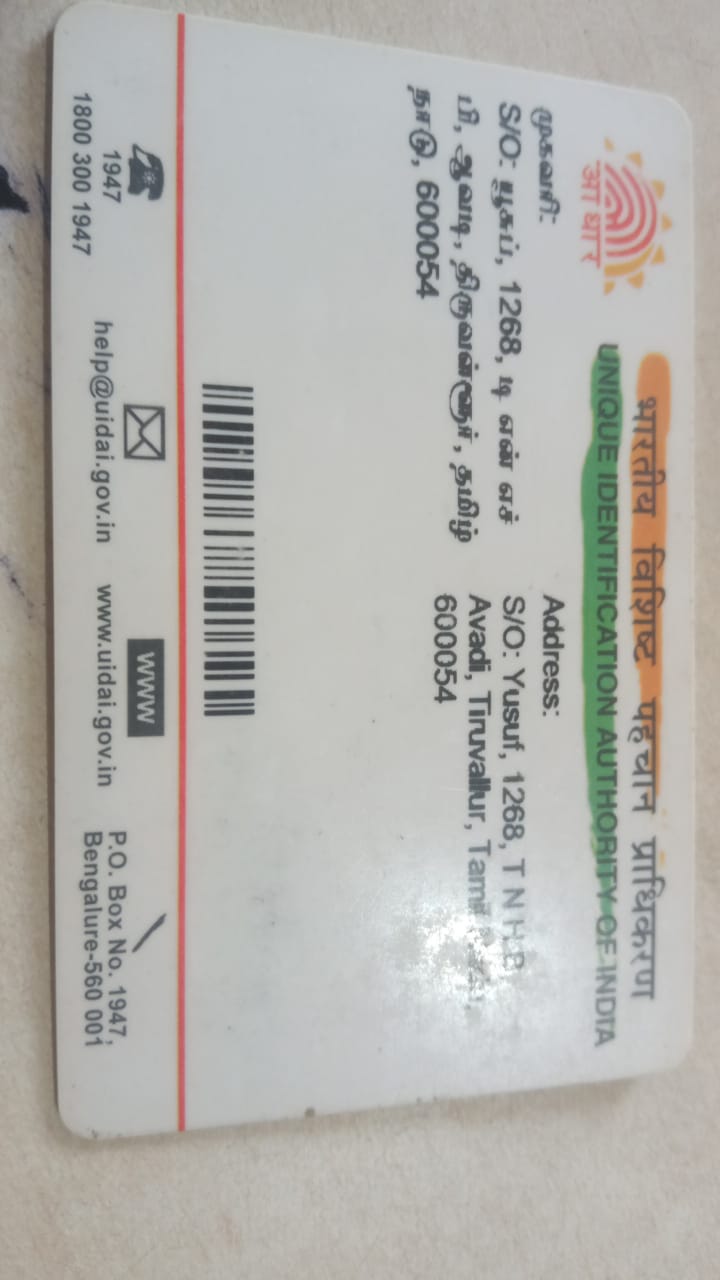 भारतीय विशिष्ट पहचान प्राधिकरण
UNIQUE IDENTIFICATION AUTHORITY OF INDIA
आधार
முகவரி:
S/O: யூசுப், 1268, டி என் எச்
பி, ஆவடி, திருவள்ளூர், தமிழ்
நாடு, 600054
Address:
S/O: Yusuf, 1268, T N H B,
Avadi, Tiruvallur, Tamil
600054
1947
1800 300 1947
help@uidai.gov.in
WWW
www.uidai.gov.in
P.O. Box No. 1947,
Bengalure-560 001